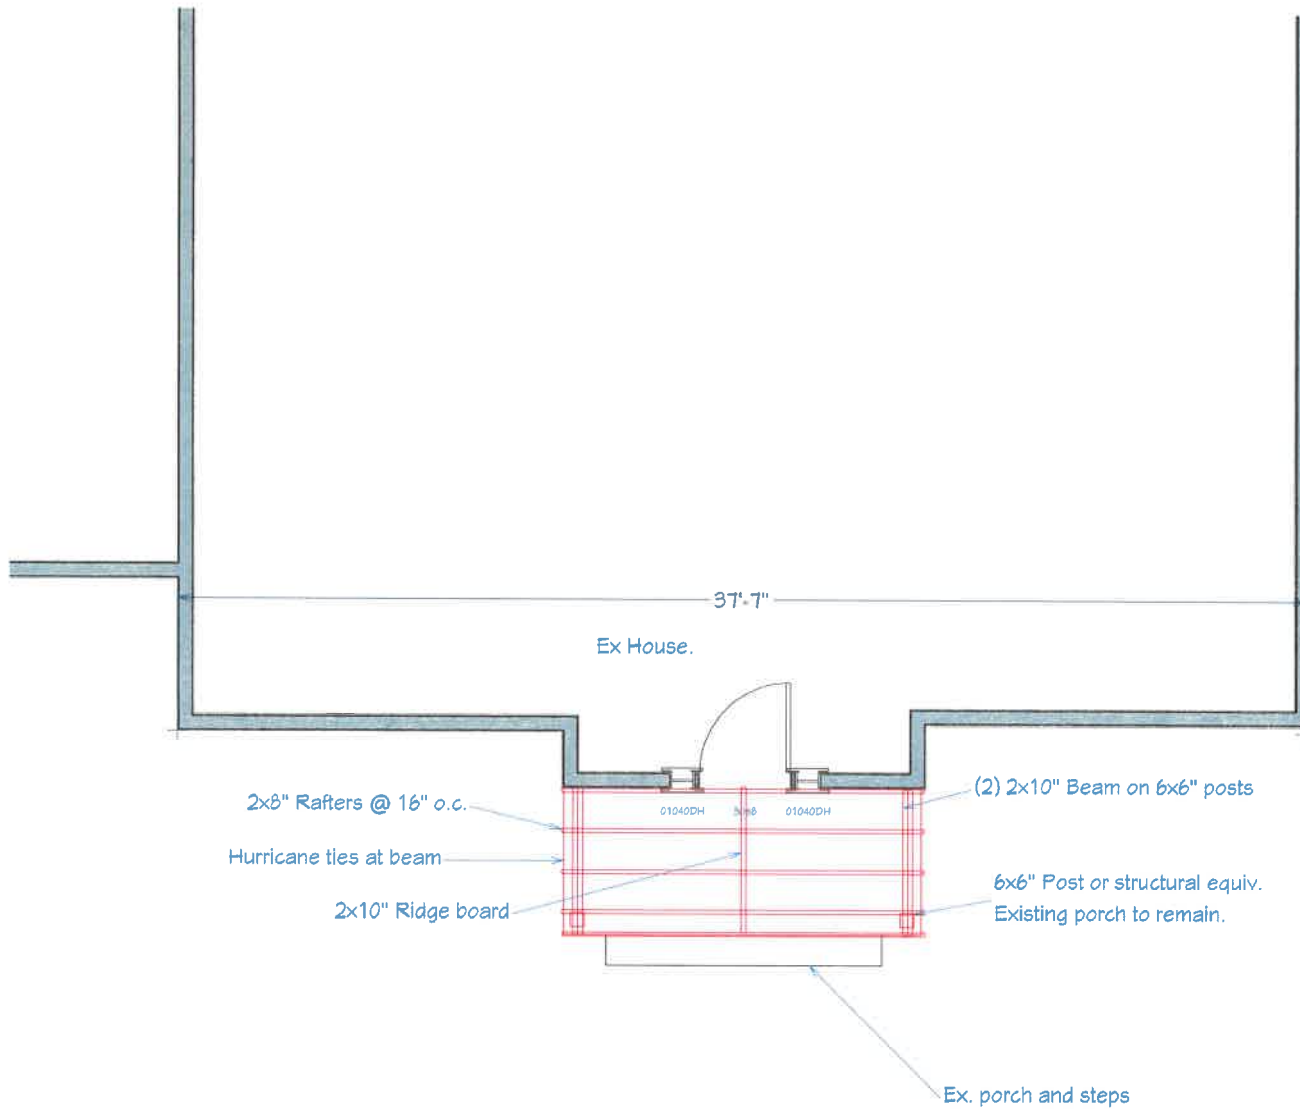 37'-7"
Ex House.
2x8" Rafters @ 16" o.c.
01040DH
01040DH
(2) 2x10" Beam on 6x6" posts
Hurricane ties at beam
6x6" Post or structural equiv.
Existing porch to remain.
2x10" Ridge board
Ex. porch and steps